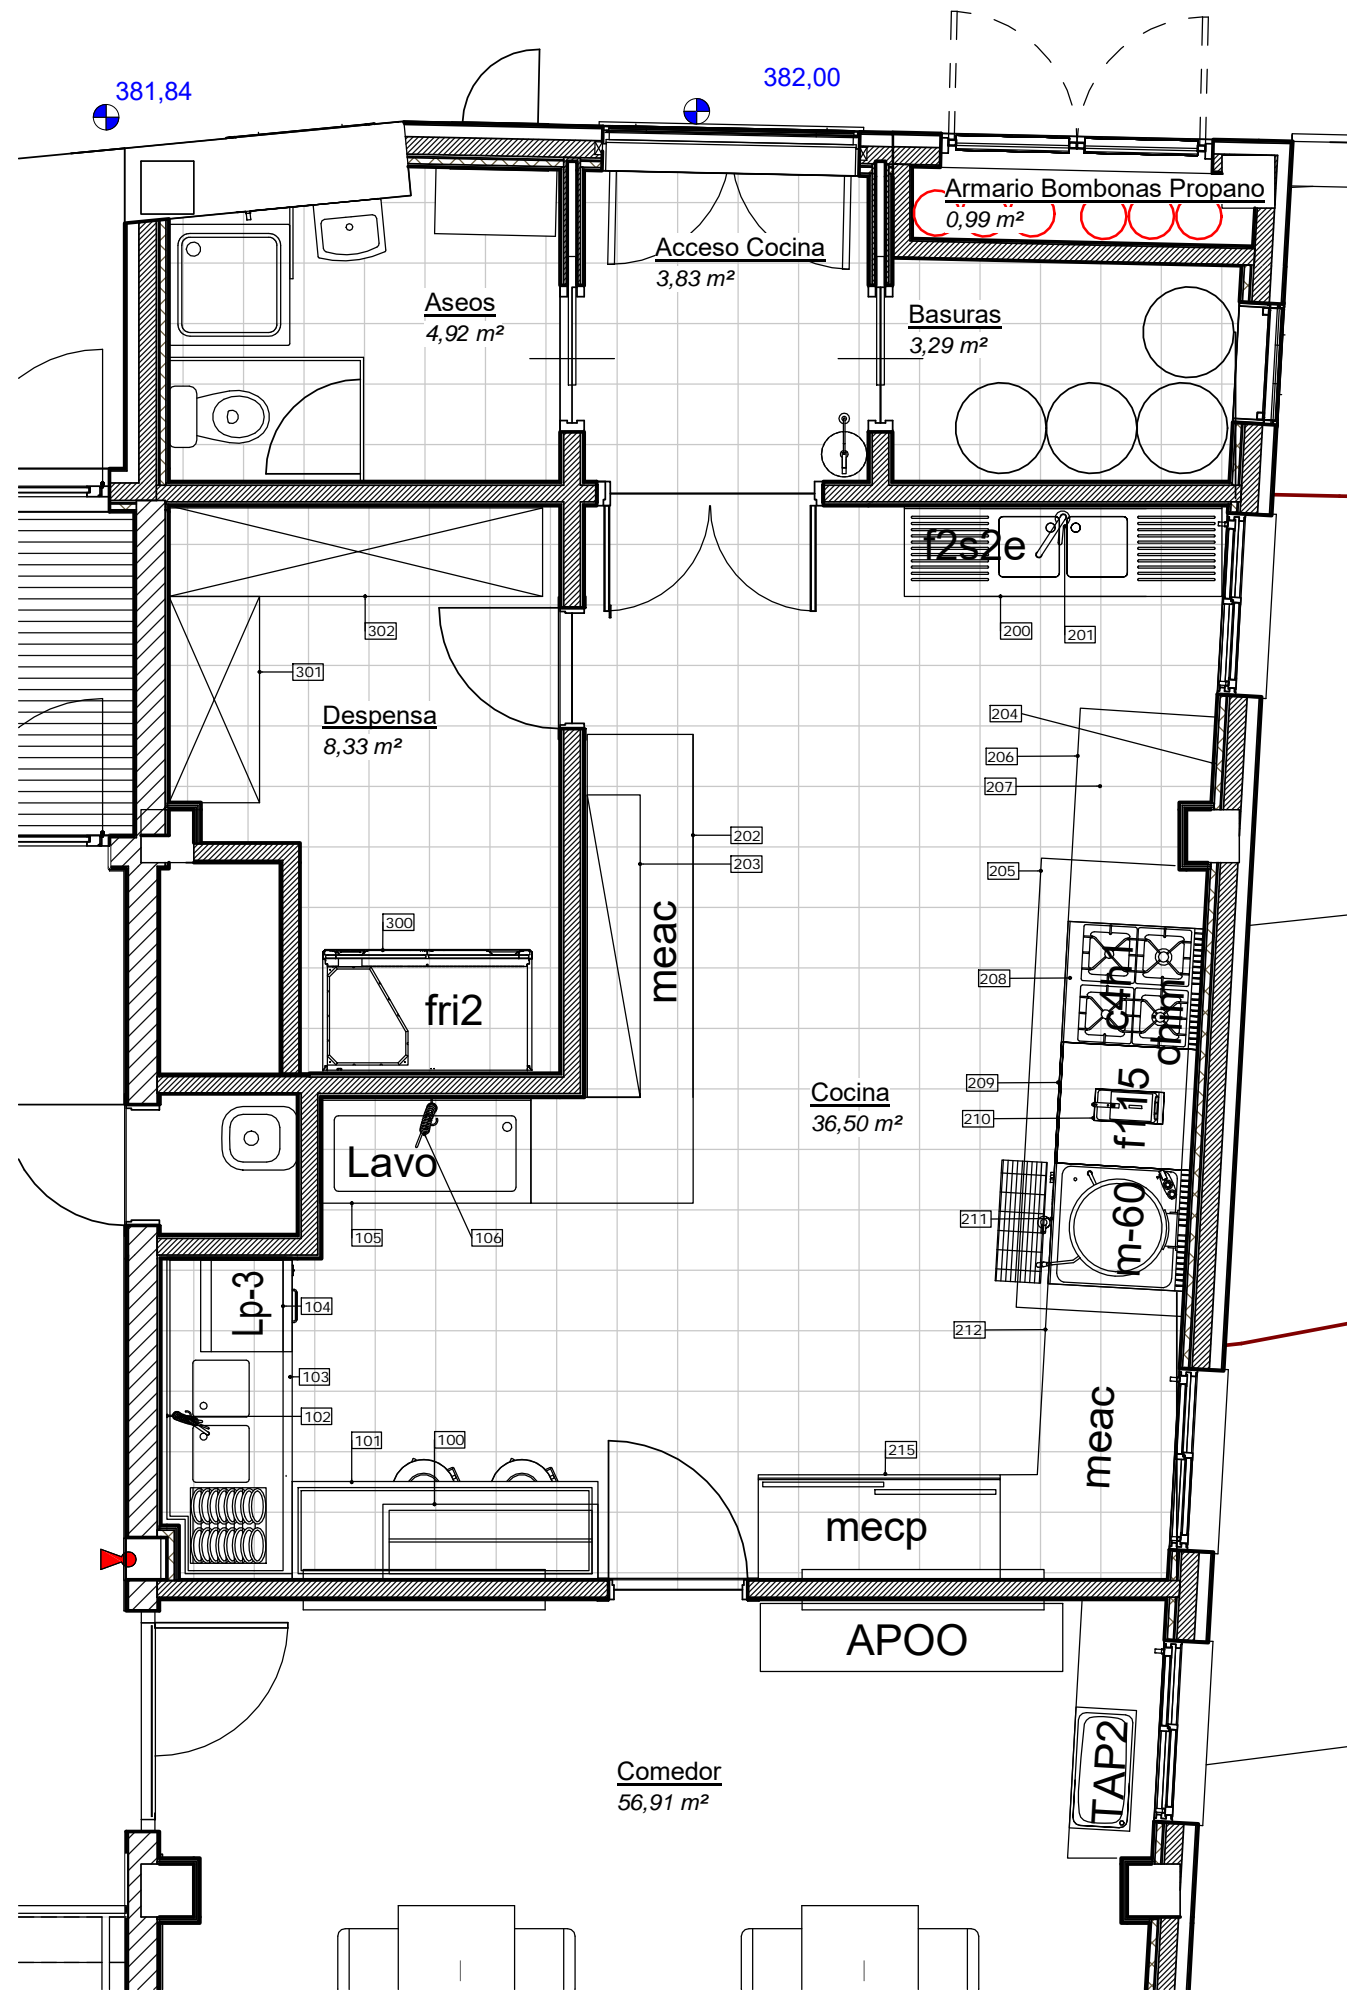 381,84
382,00
Armario Bombonas Propano
0,99 m²
Acceso Cocina
3,83 m²
Aseos
4,92 m²
Basuras
3,29 m²
f2s2e
302
200
201
301
Despensa
8,33 m²
204
206
207
202
203
205
meac
300
fri2
208
c4h1
chim
209
Cocina
36,50 m²
210
f1115
Lavo
211
m-60
105
106
Lp-3
104
212
103
102
meac
101
100
215
mecp
APOO
TAP2
Comedor
56,91 m²